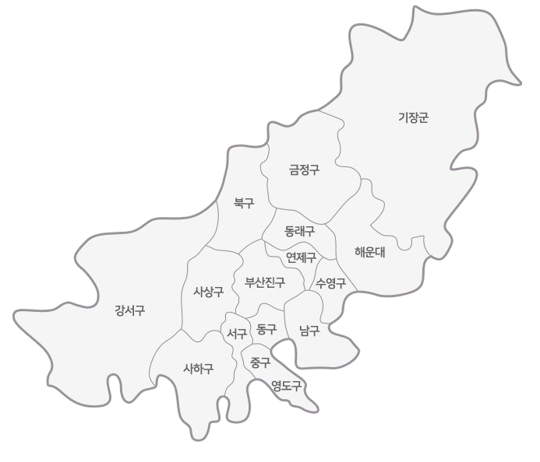 기장군
금정구
북구
동래구
해운대
연제구
부산진구
수영구
사상구
강서구
동구
남구
서구
중구
사하구
영도구